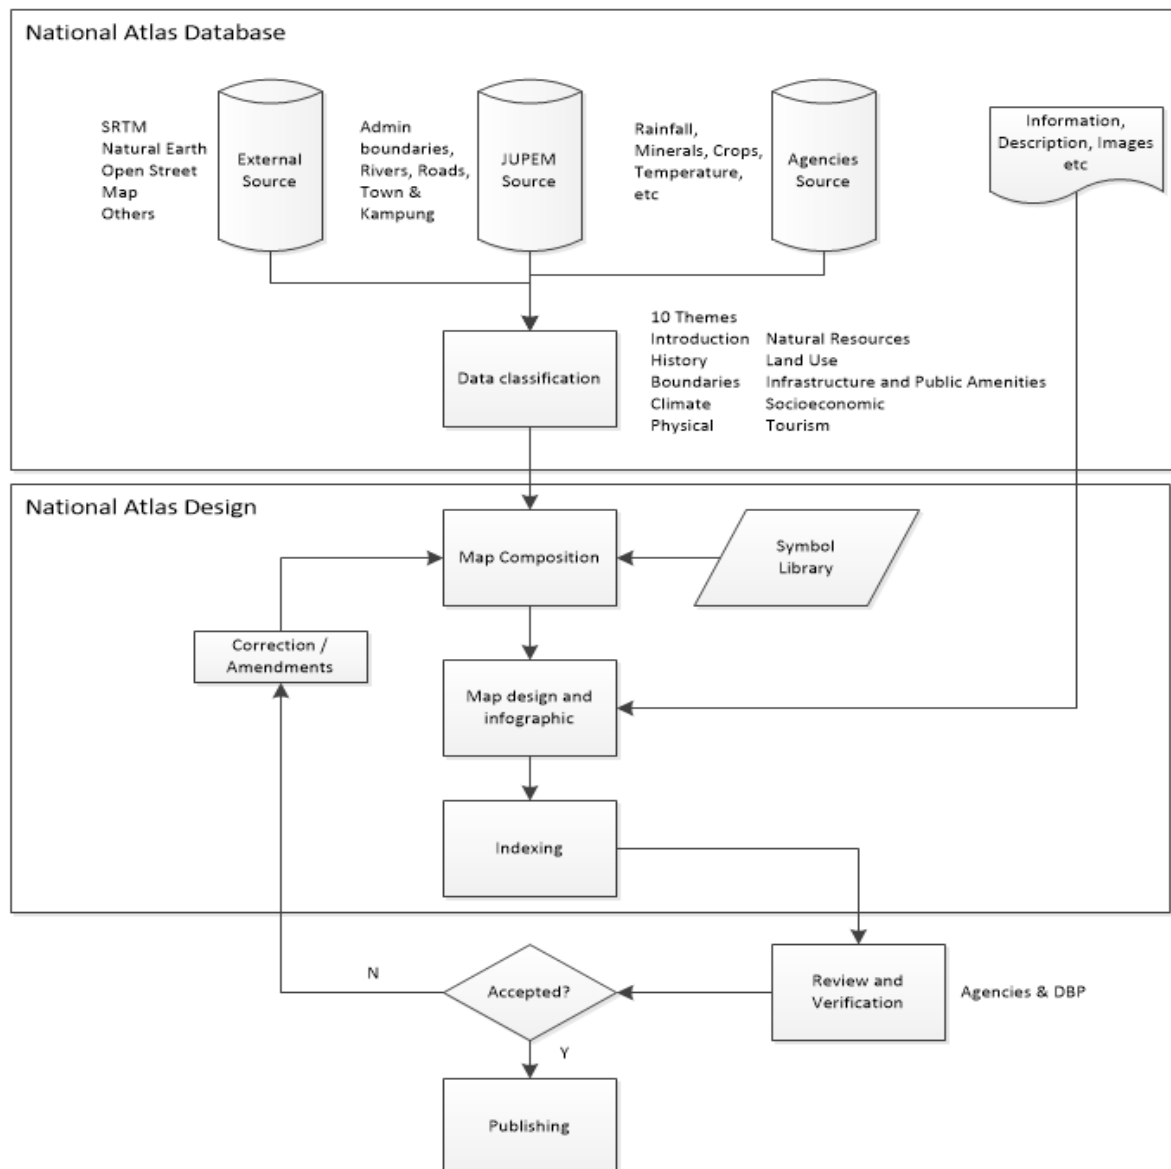 National Atlas Database
SRTM
Natural Earth
Open Street
Map
Others
External
Source
Admin
boundaries,
Rivers, Roads,
Town &
Kampung
JUPEM
Source
Rainfall,
Minerals, Crops,
Temperature,
etc
Agencies
Source
Information,
Description, Images
etc
Data classification
10 Themes
Introduction Natural Resources
History Land Use
Boundaries Infrastructure and Public Amenities
Climate Socioeconomic
Physical Tourism
National Atlas Design
Map Composition
Symbol
Library
Correction /
Amendments
Map design and
infographic
Indexing
N
Accepted?
Review and
Verification
Agencies & DBP
Y
Publishing